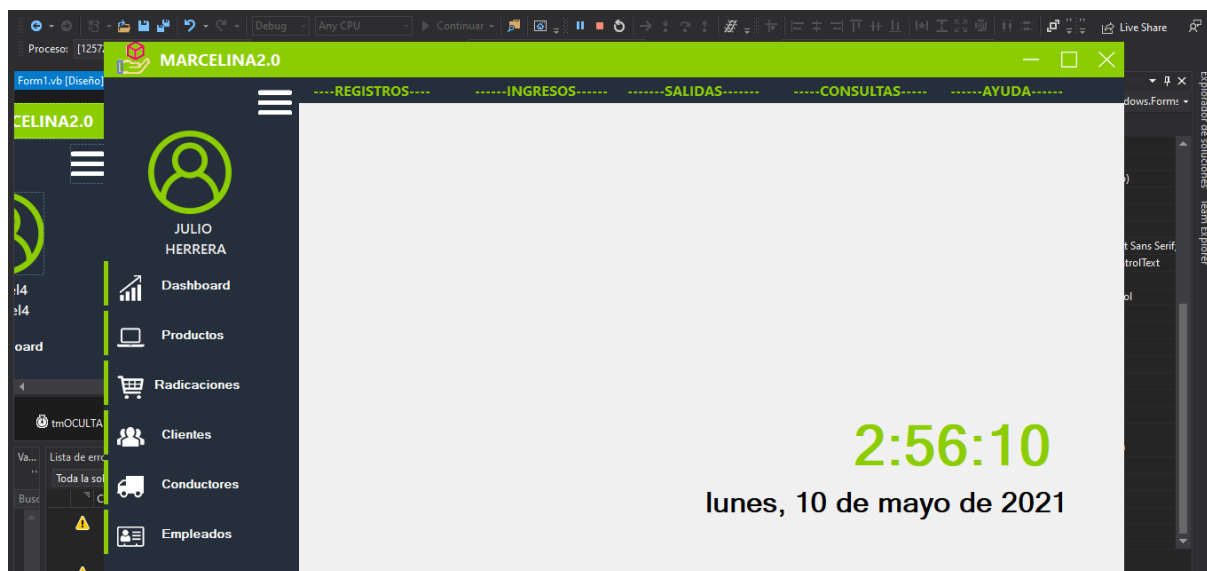 Debug
Any CPU
Continuar
Live Share
Proceso: [1257
MARCELINA2.0
Form1.vb [Diseño]
----REGISTROS---- ------INGRESOS------ -------SALIDAS------- -----CONSULTAS----- ------AYUDA------
dows.Forms
CELINA2.0
Explorador de soluciones
Team Explorer
JULIO
HERRERA
t Sans Serif,
trolText
el4
el4
ol
Dashboard
oard
Productos
Radicaciones
tmOCULTA
Clientes
2:56:10
Va... Lista de erro
Toda la sol
Busc
Conductores
lunes, 10 de mayo de 2021
Empleados